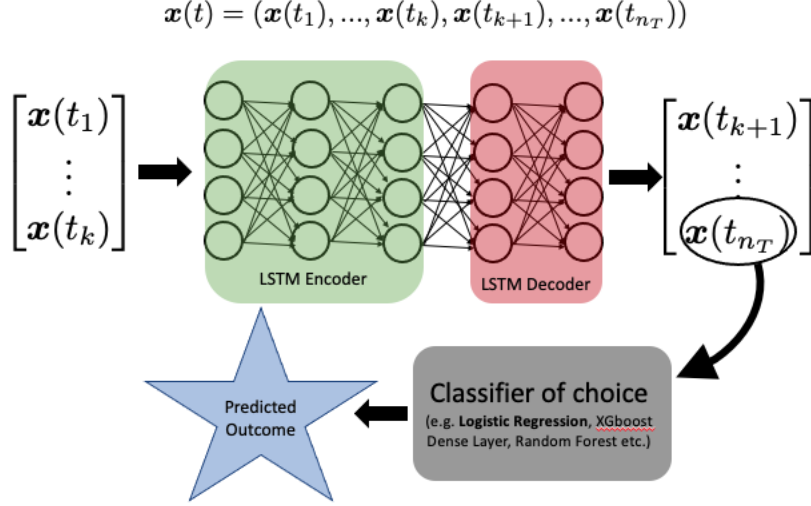 x(t) = (x(t₁), ..., x(tₖ), x(tₖ₊₁), ..., x(t_{n_T}))
x(t₁)
⋮
x(tₖ)
LSTM Encoder
LSTM Decoder
x(tₖ₊₁)
⋮
x(t_{n_T})
Classifier of choice
(e.g. Logistic Regression, XGboost
Dense Layer, Random Forest etc.)
Predicted
Outcome